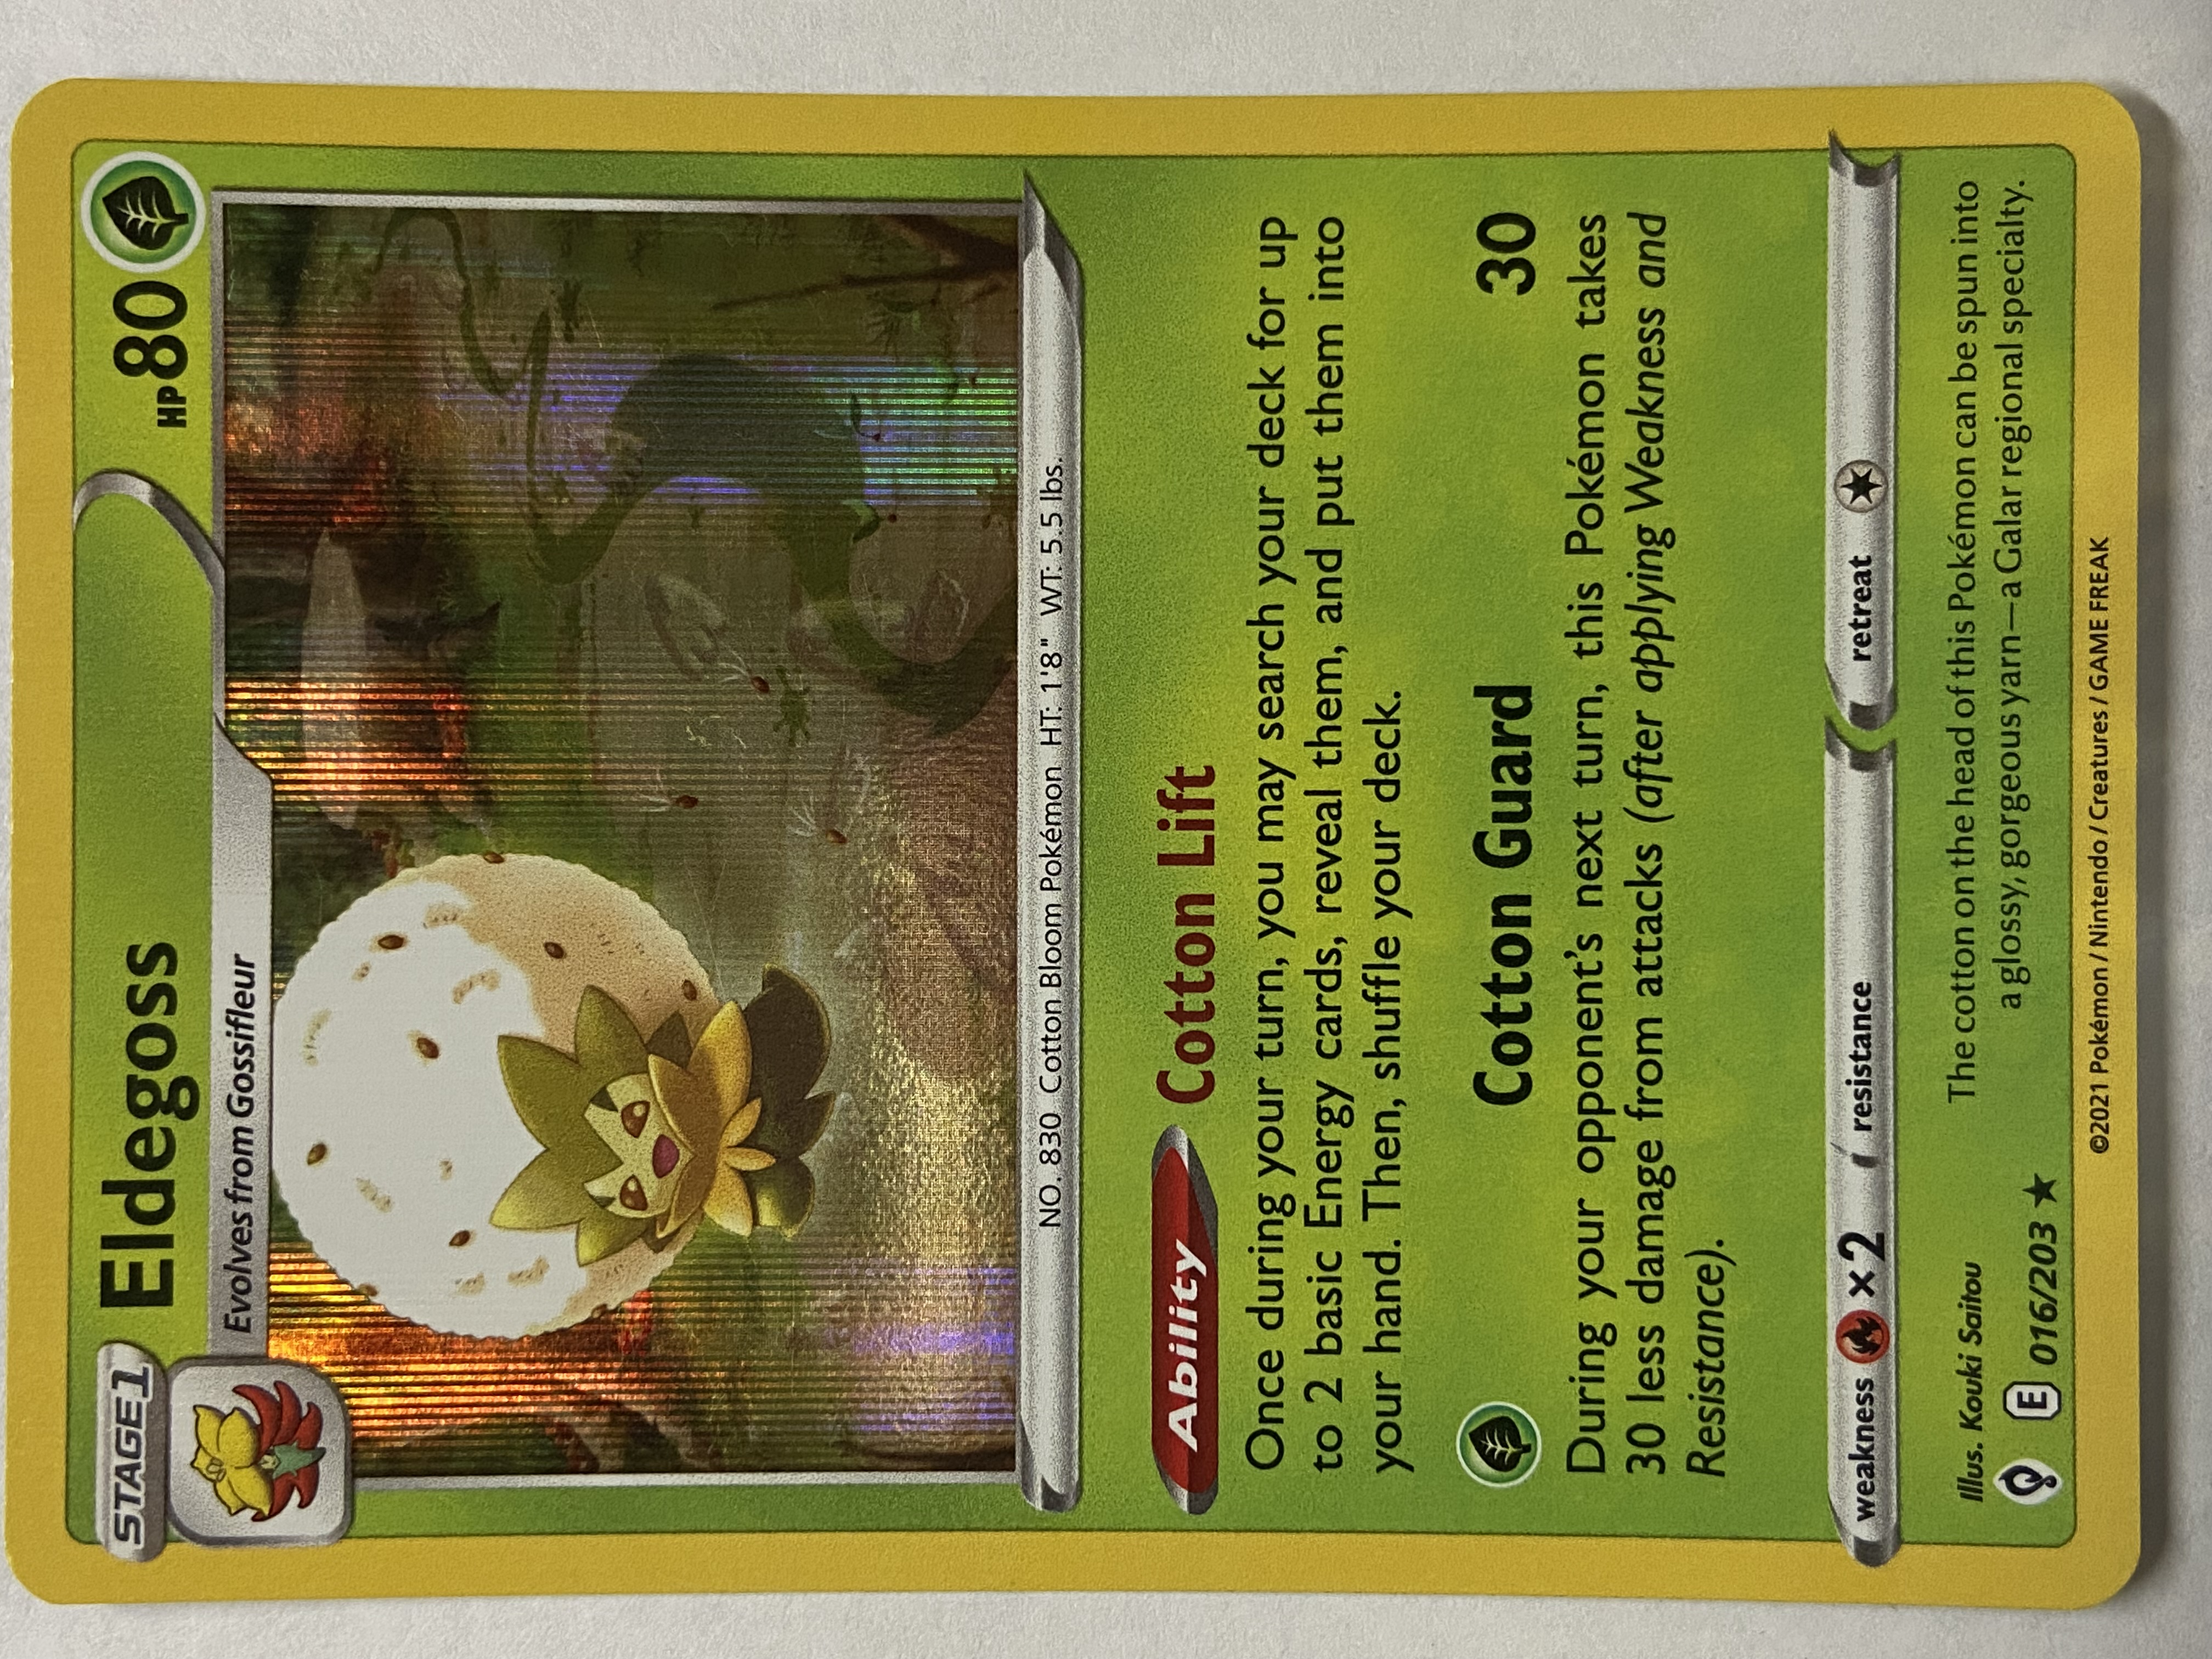 STAGE1
Eldegoss
HP80
Evolves from Gossifleur
NO. 830 Cotton Bloom Pokémon HT: 1'8" WT: 5.5 lbs.
Ability Cotton Lift
Once during your turn, you may search your deck for up
to 2 basic Energy cards, reveal them, and put them into
your hand. Then, shuffle your deck.
Cotton Guard 30
During your opponent's next turn, this Pokémon takes
30 less damage from attacks (after applying Weakness and
Resistance).
weakness ×2 resistance retreat
Illus. Kouki Saitou
The cotton on the head of this Pokémon can be spun into
a glossy, gorgeous yarn—a Galar regional specialty.
E 016/203 ★
©2021 Pokémon / Nintendo / Creatures / GAME FREAK